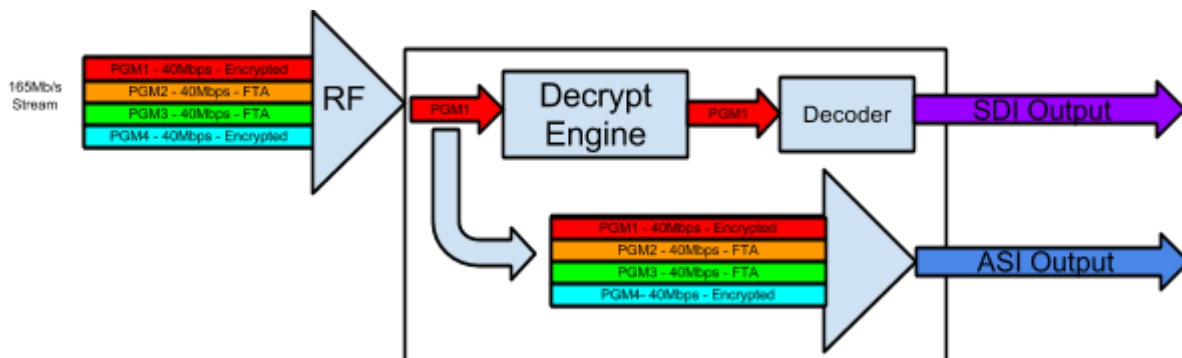 165Mb/s
Stream
PGM1 - 40Mbps - Encrypted
PGM2 - 40Mbps - FTA
PGM3 - 40Mbps - FTA
PGM4 - 40Mbps - Encrypted
RF
PGM1
Decrypt
Engine
PGM1
Decoder
SDI Output
PGM1 - 40Mbps - Encrypted
PGM2 - 40Mbps - FTA
PGM3 - 40Mbps - FTA
PGM4- 40Mbps - Encrypted
ASI Output